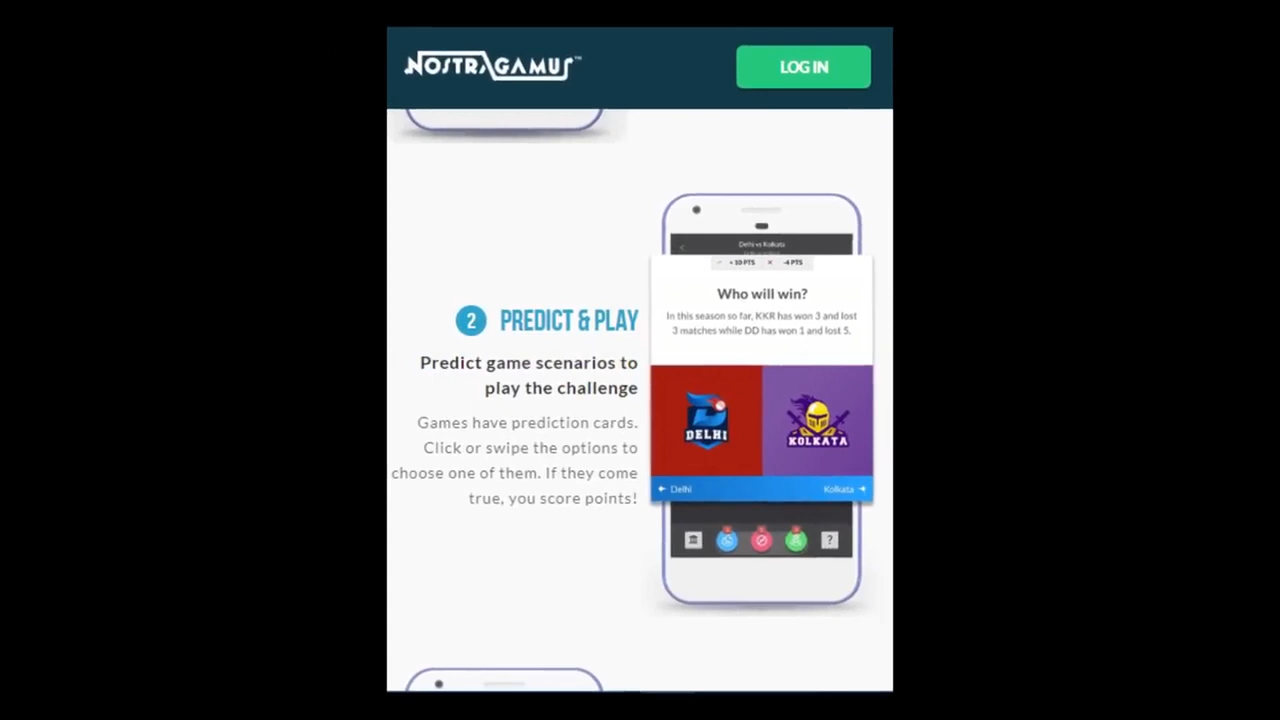 NOSTRAGAMUS™
LOG IN
Delhi vs Kolkata
+10 PTS × -4 PTS
Who will win?
In this season so far, KKR has won 3 and lost
3 matches while DD has won 1 and lost 5.
2 PREDICT & PLAY
Predict game scenarios to
play the challenge
Games have prediction cards.
Click or swipe the options to
choose one of them. If they come
true, you score points!
DELHI
KOLKATA
Delhi
Kolkata
?